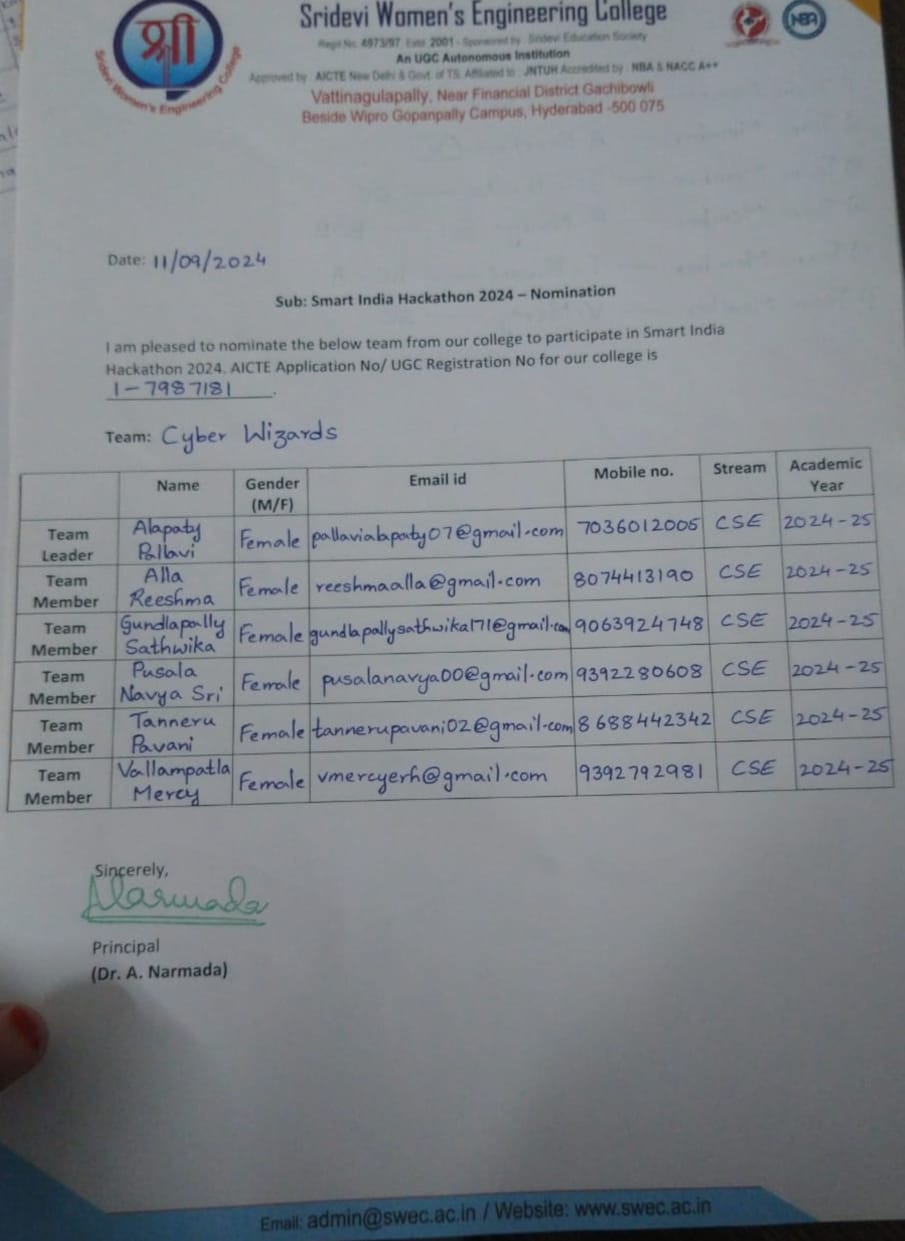 श्री
Sridevi Women's Engineering College
Sridevi Women's Engineering College
Regn No. 4973/97, Estd. 2001 - Sponsored by : Sridevi Education Society
An UGC Autonomous Institution
Approved by : AICTE New Delhi & Govt. of TS, Affiliated to : JNTUH Accredited by : NBA & NACC A++
Vattinagulapally, Near Financial District Gachibowli
Beside Wipro Gopanpally Campus, Hyderabad -500 075
NBA
Date: 11/09/2024
Sub: Smart India Hackathon 2024 – Nomination
I am pleased to nominate the below team from our college to participate in Smart India
Hackathon 2024. AICTE Application No/ UGC Registration No for our college is
1-7987181.
Team: Cyber Wizards
Name Gender (M/F) Email id Mobile no. Stream Academic Year
Team Leader Alapaty Pallavi Female pallavialapaty07@gmail.com 7036012005 CSE 2024-25
Team Member Alla Reeshma Female reeshmaalla@gmail.com 8074413190 CSE 2024-25
Team Member Gundlapally Sathwika Female gundlapallysathwika171@gmail.com 9063924748 CSE 2024-25
Team Member Pusala Navya Sri Female pusalanavya00@gmail.com 9392280608 CSE 2024-25
Team Member Tanneru Pavani Female tannerupavani02@gmail.com 8688442342 CSE 2024-25
Team Member Vallampatla Mercy Female vmercyerh@gmail.com 9392792981 CSE 2024-25
Sincerely,
Narmada
Principal
(Dr. A. Narmada)
Email: admin@swec.ac.in / Website: www.swec.ac.in